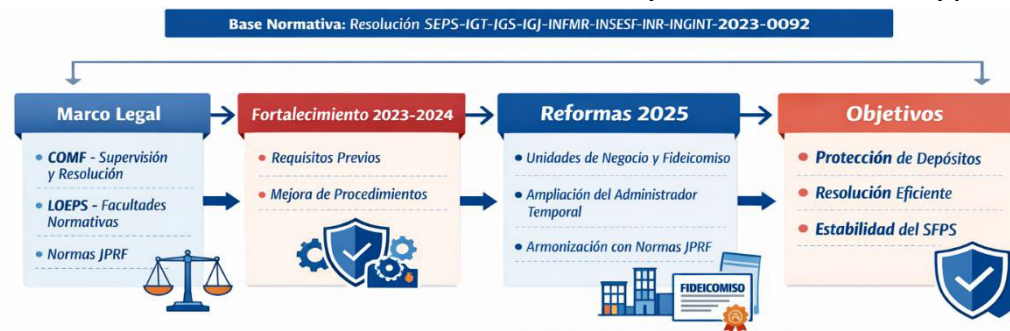 Base Normativa: Resolución SEPS-IGT-IGS-IGJ-INFMR-INSESF-INR-INGINT-2023-0092
Marco Legal
• COMF - Supervisión
y Resolución
• LOEPS - Facultades
Normativas
• Normas JPRF
Fortalecimiento 2023-2024
• Requisitos Previos
• Mejora de Procedimientos
Reformas 2025
• Unidades de Negocio y Fideicomiso
• Ampliación del Administrador
Temporal
• Armonización con Normas JPRF
FIDEICOMISO
Objetivos
• Protección de Depósitos
• Resolución Eficiente
• Estabilidad del SFPS